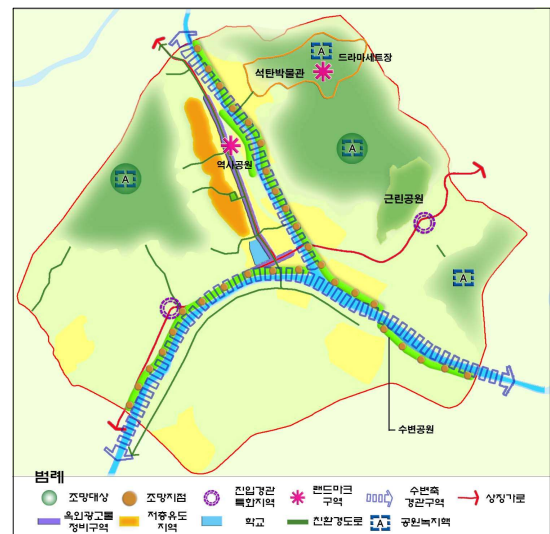 드라마세트장
석탄박물관
역사공원
근린공원
수변공원
A
A
A
A
범례
조망대상
조망지점
진입경관
특화지역
랜드마크
구역
수변축
경관구역
상징가로
옥외광고물
정비구역
저층유도
지역
학교
친환경도로
A
공원녹지역